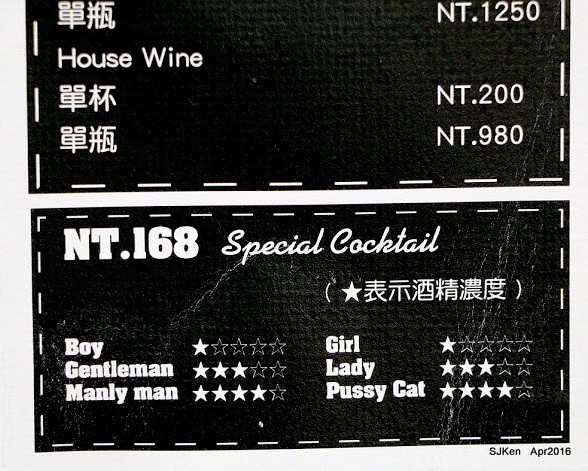 單瓶 NT.1250
House Wine
單杯 NT.200
單瓶 NT.980
NT.168 Special Cocktail
( ★表示酒精濃度 )
Boy ★☆☆☆☆ Girl ★☆☆☆☆
Gentleman ★★★☆☆ Lady ★★★☆☆
Manly man ★★★★☆ Pussy Cat ★★★★☆
SJKen Apr2016